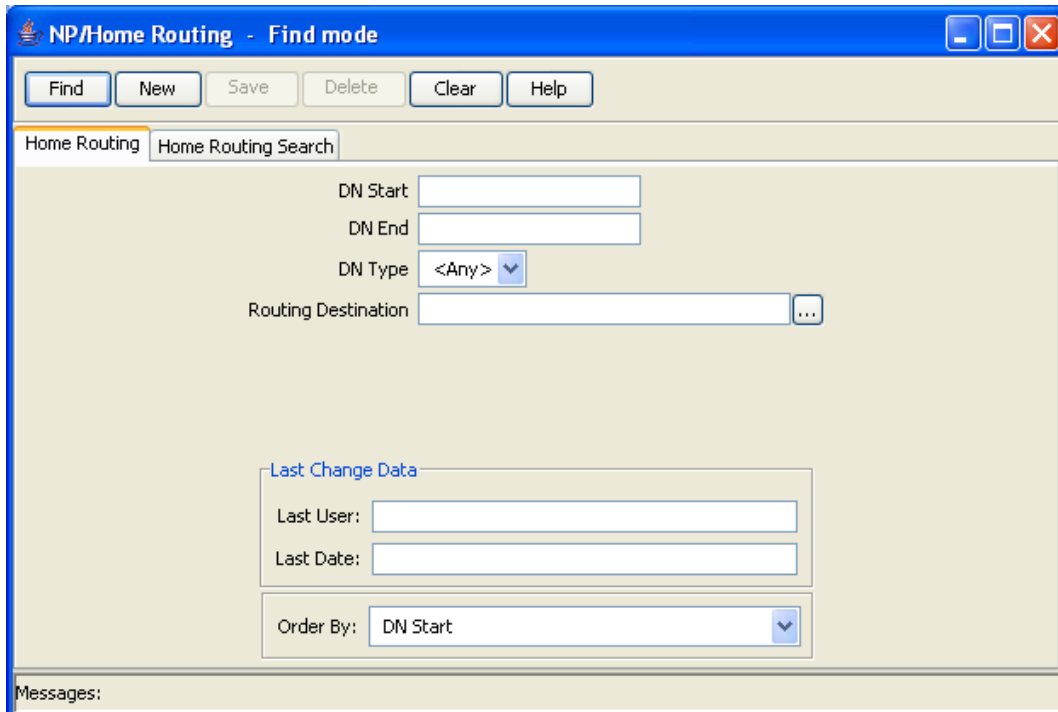 NP/Home Routing - Find mode
Find New Save Delete Clear Help
Home Routing Home Routing Search
DN Start
DN End
DN Type <Any>
Routing Destination ...
Last Change Data
Last User:
Last Date:
Order By: DN Start
Messages: